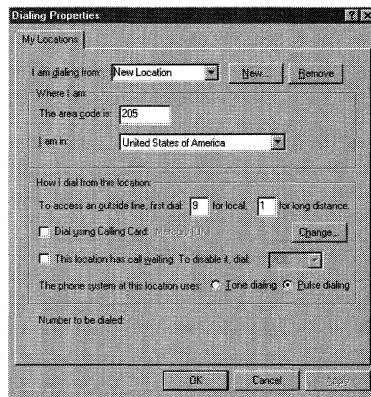 Dialing Properties
My Locations
I am dialing from: New Location New... Remove
Where I am:
The area code is: 205
I am in: United States of America
How I dial from this location:
To access an outside line, first dial: 9 for local, 1 for long distance.
Dial using Calling Card: Mercury (UK) Change...
This location has call waiting. To disable it, dial:
The phone system at this location uses: Tone dialing Pulse dialing
Number to be dialed:
OK Cancel Apply